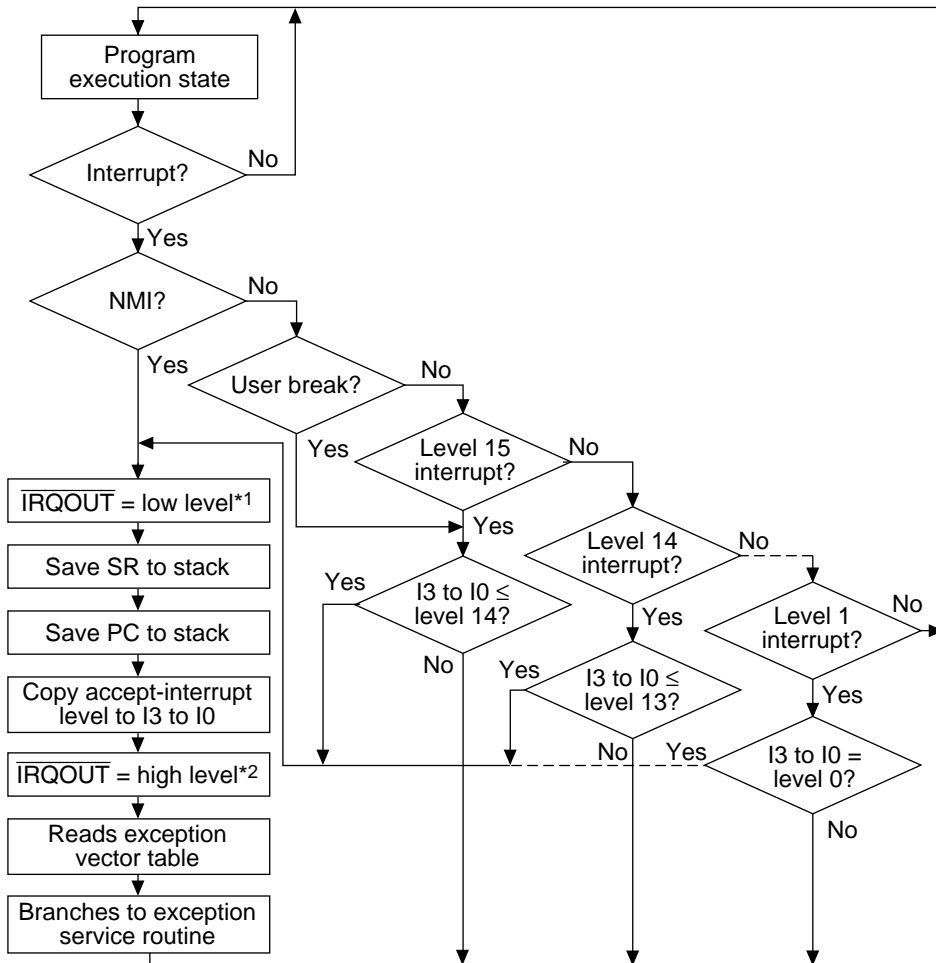 Program
execution state
No
Interrupt?
Yes
No
NMI?
Yes
No
User break?
Yes
No
Level 15
interrupt?
Yes
No
Level 14
interrupt?
Yes
No
Level 1
interrupt?
Yes
I3 to I0 ≤
level 14?
Yes
No
I3 to I0 ≤
level 13?
Yes
No
I3 to I0 =
level 0?
Yes
No
IRQOUT = low level*1
Save SR to stack
Save PC to stack
Copy accept-interrupt
level to I3 to I0
IRQOUT = high level*2
Reads exception
vector table
Branches to exception
service routine